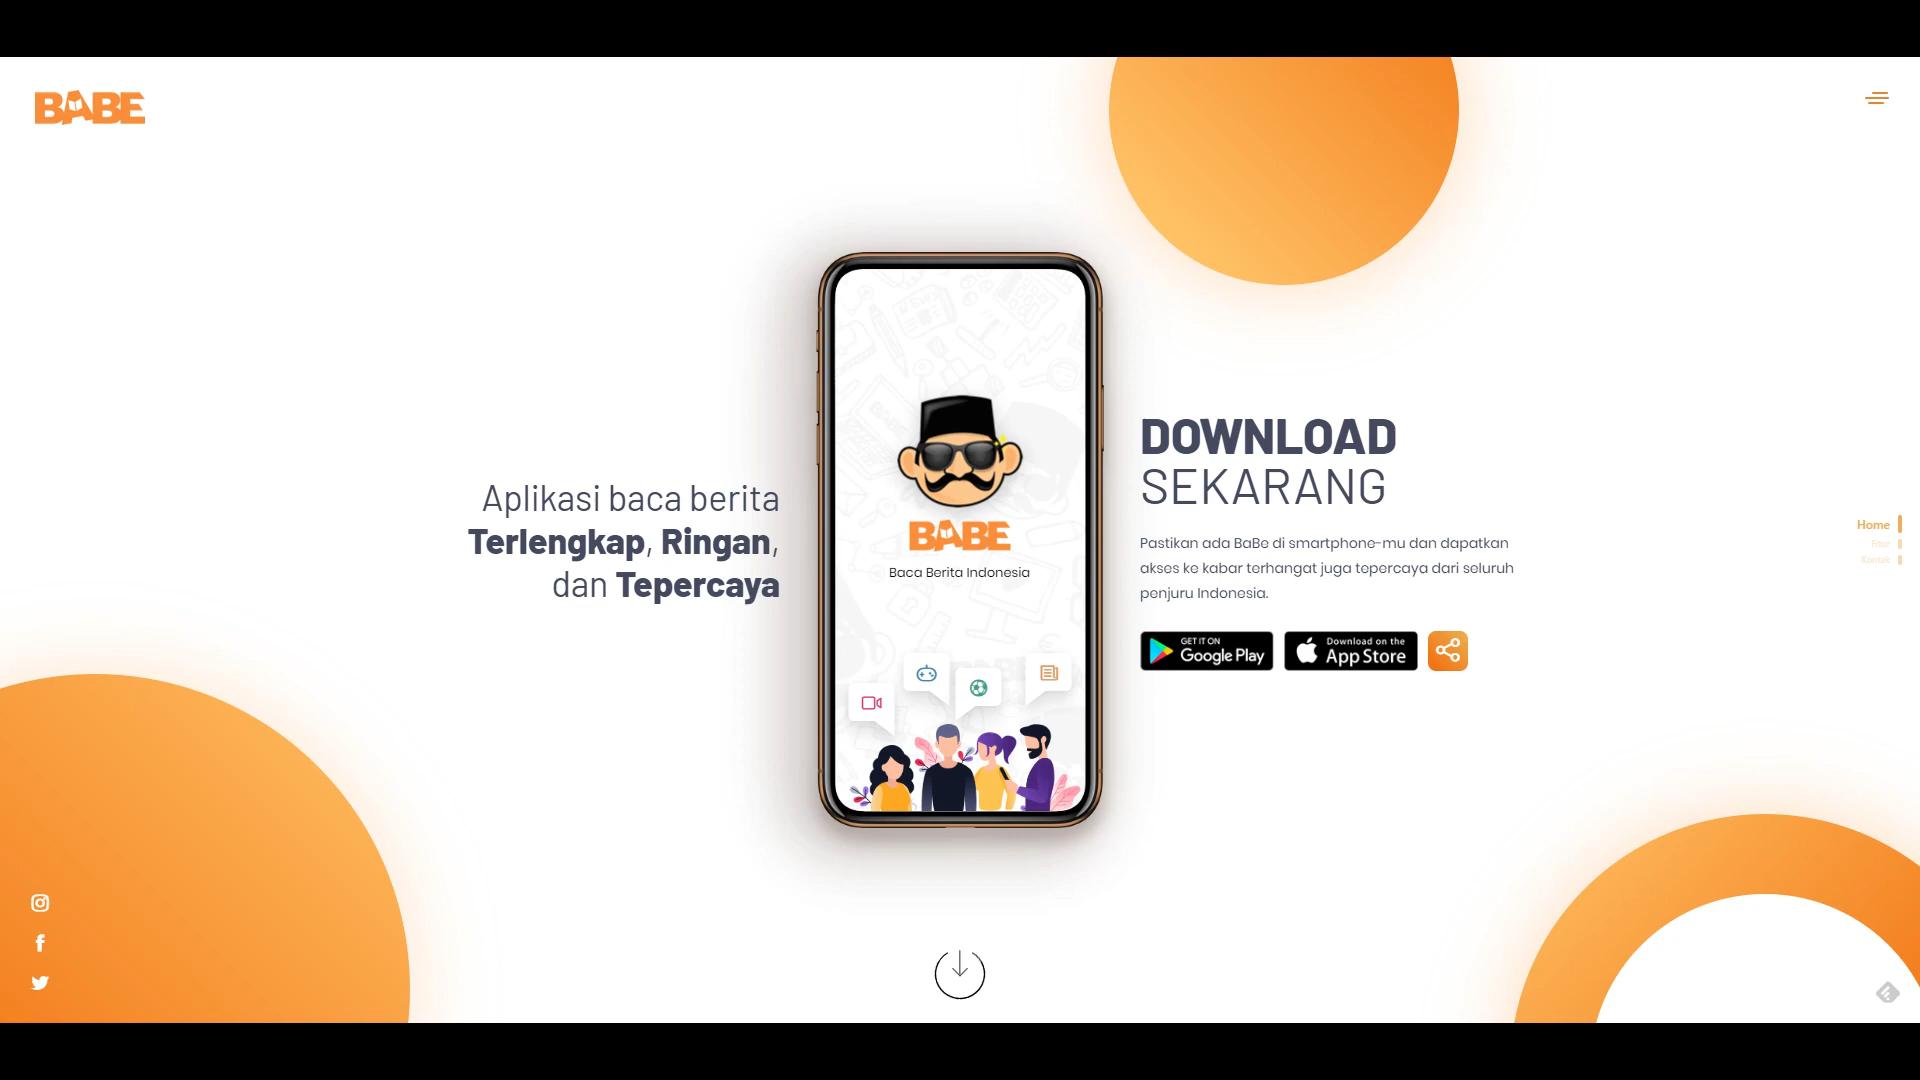 BABE
Aplikasi baca berita
Terlengkap, Ringan,
dan Tepercaya
BABE
Baca Berita Indonesia
DOWNLOAD
SEKARANG
Pastikan ada BaBe di smartphone-mu dan dapatkan
akses ke kabar terhangat juga tepercaya dari seluruh
penjuru Indonesia.
GET IT ON
Google Play
Download on the
App Store
Home
Fitur
Kontak